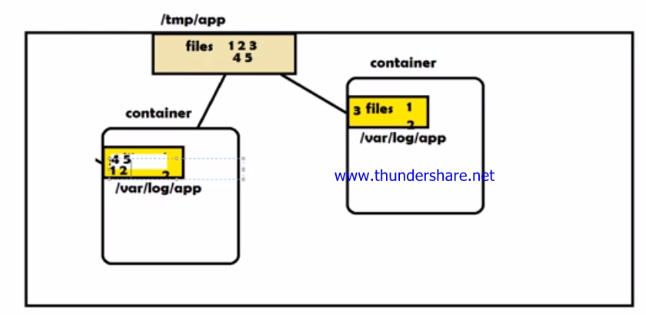 /tmp/app
files 1 2 3
4 5
container
3 files 1
2
/var/log/app
www.thundershare.net
container
4 5
1 2 2
/var/log/app